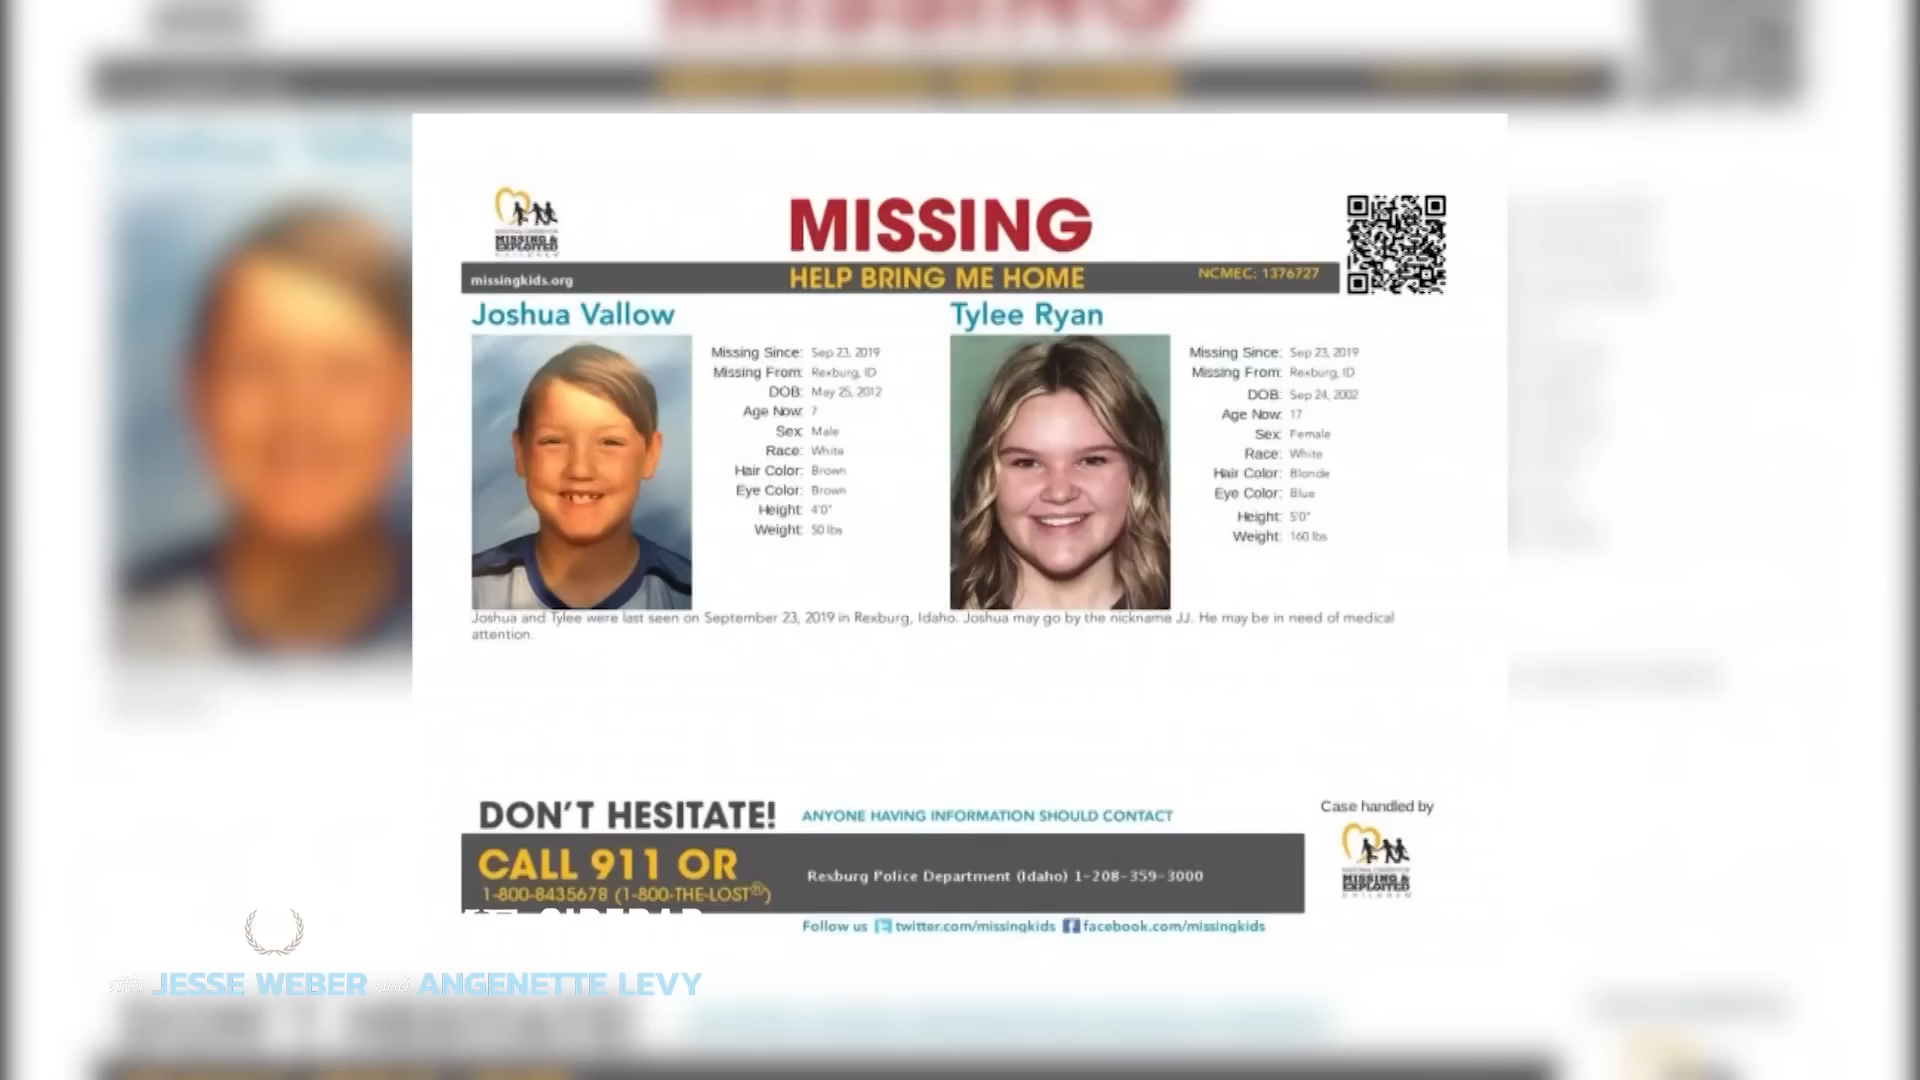 MISSING
HELP BRING ME HOME
missingkids.org
NCMEC: 1376727
MISSING &
EXPLOITED
CHILDREN
Joshua Vallow
Missing Since: Sep 23, 2019
Missing From: Rexburg, ID
DOB: May 25, 2012
Age Now: 7
Sex: Male
Race: White
Hair Color: Brown
Eye Color: Brown
Height: 4'0"
Weight: 50 lbs
Tylee Ryan
Missing Since: Sep 23, 2019
Missing From: Rexburg, ID
DOB: Sep 24, 2002
Age Now: 17
Sex: Female
Race: White
Hair Color: Blonde
Eye Color: Blue
Height: 5'0"
Weight: 160 lbs
Joshua and Tylee were last seen on September 23, 2019 in Rexburg, Idaho. Joshua may go by the nickname JJ. He may be in need of medical
attention.
DON'T HESITATE!
ANYONE HAVING INFORMATION SHOULD CONTACT
CALL 911 OR
1-800-8435678 (1-800-THE-LOST®)
Rexburg Police Department (Idaho) 1-208-359-3000
Case handled by
MISSING &
EXPLOITED
CHILDREN
Follow us twitter.com/missingkids facebook.com/missingkids
SIDEBAR
with JESSE WEBER and ANGENETTE LEVY